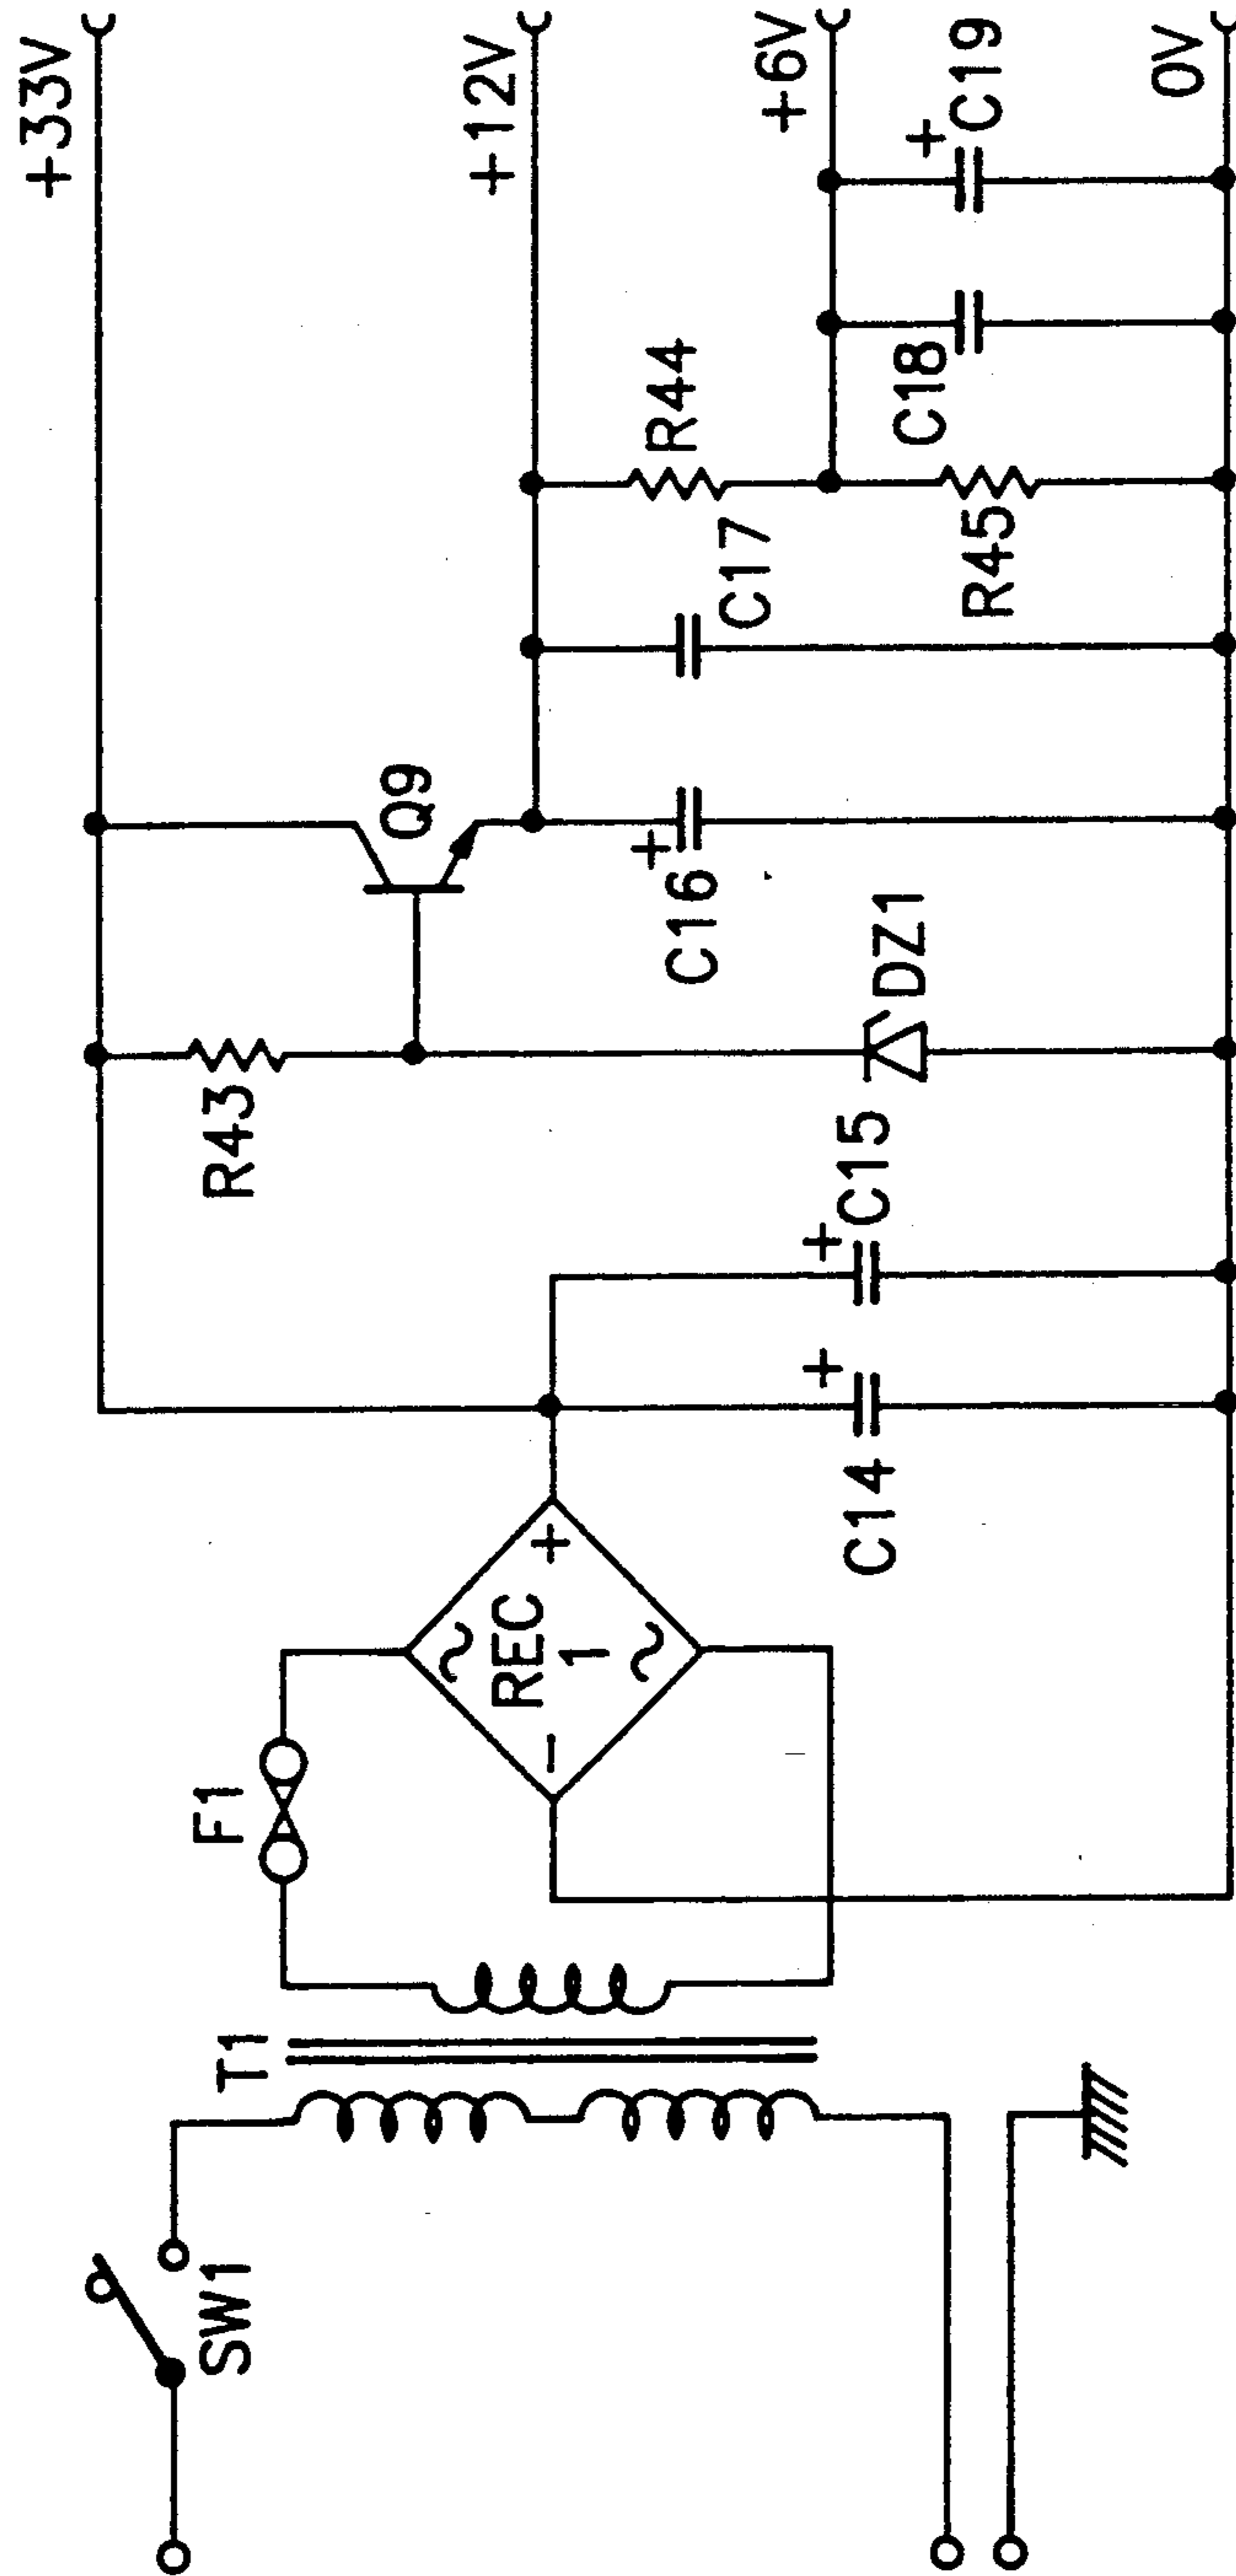 SW1
T1
F1
REC
1
~
~
+
-
C14
+
C15
+
R43
DZ1
Q9
C16
+
C17
R44
R45
C18
C19
+
+33V
+12V
+6V
0V